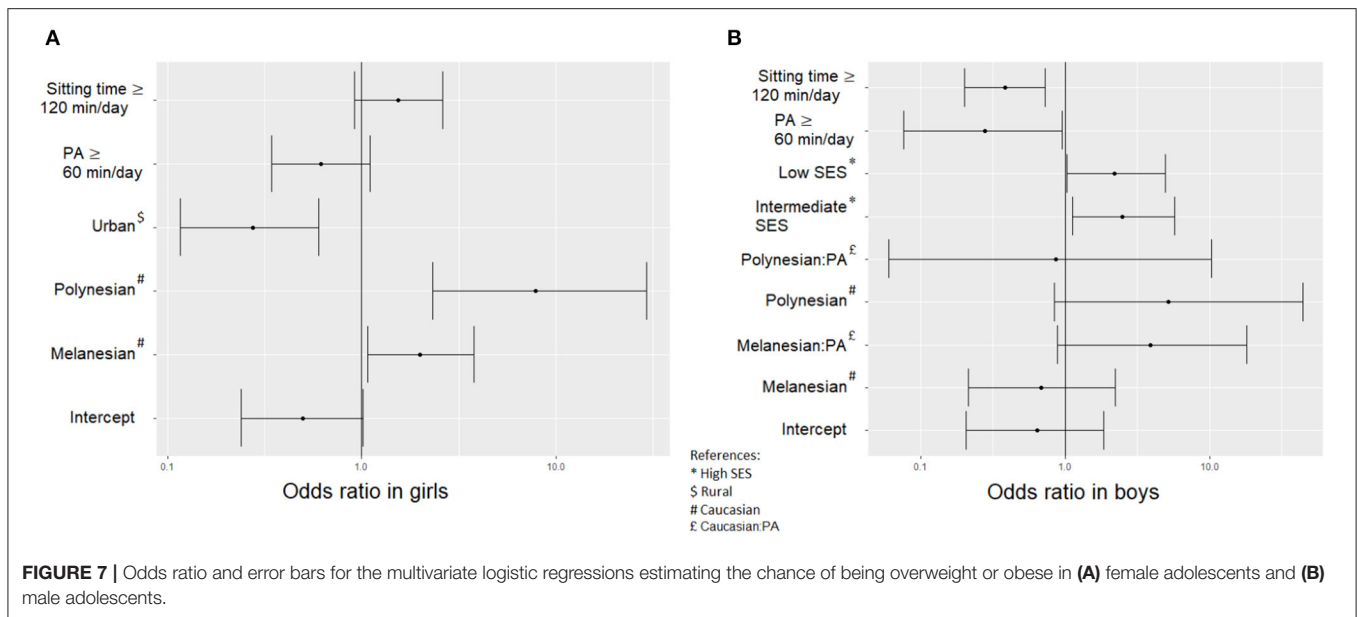 A
Sitting time ≥
120 min/day
PA ≥
60 min/day
Urban$
Polynesian#
Melanesian#
Intercept
0.1 1.0 10.0
Odds ratio in girls
B
Sitting time ≥
120 min/day
PA ≥
60 min/day
Low SES*
Intermediate*
SES
Polynesian:PA£
Polynesian#
Melanesian:PA£
Melanesian#
Intercept
0.1 1.0 10.0
Odds ratio in boys
References:
* High SES
$ Rural
# Caucasian
£ Caucasian:PA
FIGURE 7 | Odds ratio and error bars for the multivariate logistic regressions estimating the chance of being overweight or obese in (A) female adolescents and (B)
male adolescents.